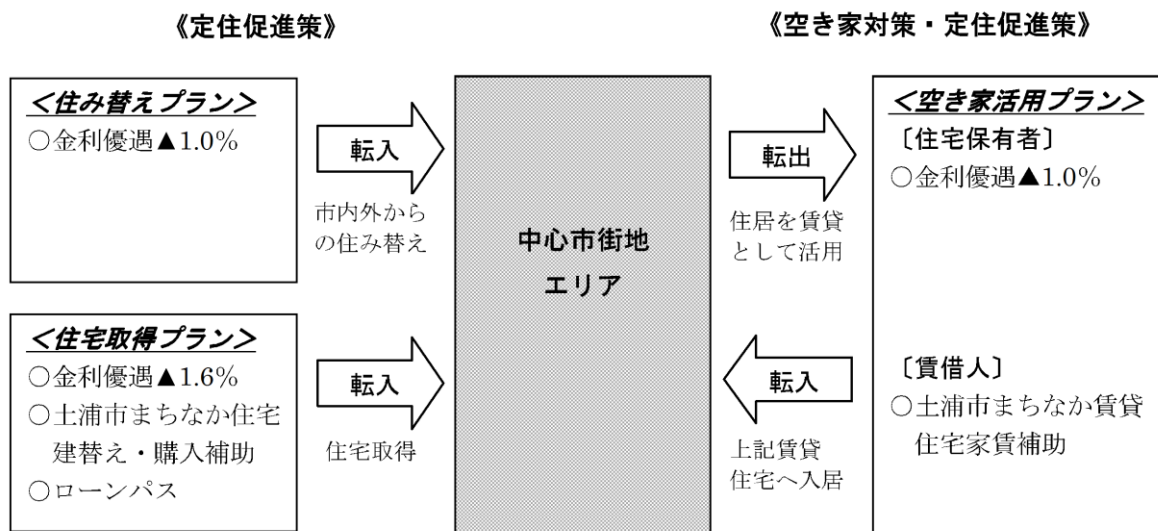 《定住促進策》
《空き家対策・定住促進策》
＜住み替えプラン＞
○金利優遇▲1.0％
転入
市内外から
の住み替え
＜住宅取得プラン＞
○金利優遇▲1.6％
○土浦市まちなか住宅
建替え・購入補助
○ローンパス
転入
住宅取得
中心市街地
エリア
転出
住居を賃貸
として活用
転入
上記賃貸
住宅へ入居
＜空き家活用プラン＞
〔住宅保有者〕
○金利優遇▲1.0％
〔賃借人〕
○土浦市まちなか賃貸
住宅家賃補助